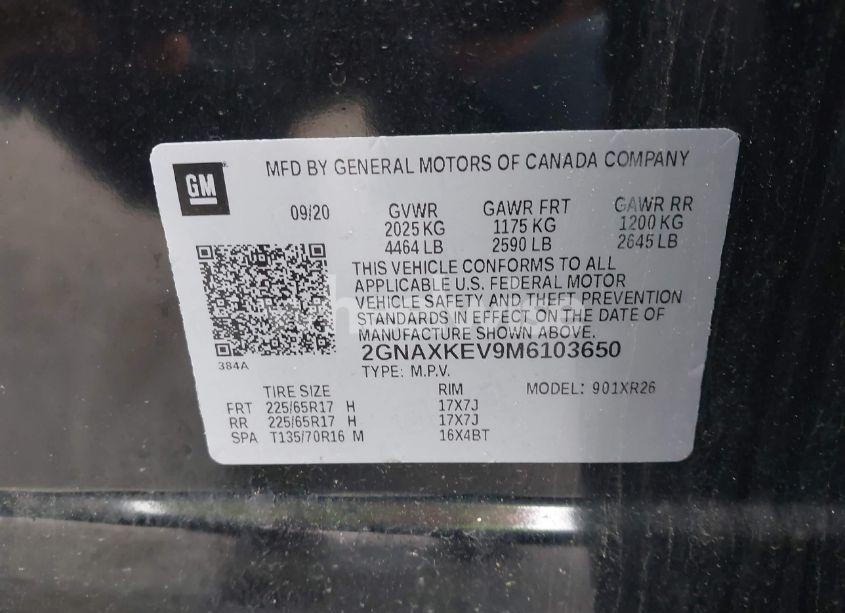 GM
MFD BY GENERAL MOTORS OF CANADA COMPANY
09/20 GVWR GAWR FRT GAWR RR
2025 KG 1175 KG 1200 KG
4464 LB 2590 LB 2645 LB
THIS VEHICLE CONFORMS TO ALL
APPLICABLE U.S. FEDERAL MOTOR
VEHICLE SAFETY AND THEFT PREVENTION
STANDARDS IN EFFECT ON THE DATE OF
MANUFACTURE SHOWN ABOVE.
2GNAXKEV9M6103650
384A
TYPE: M.P.V.
TIRE SIZE RIM MODEL: 901XR26
FRT 225/65R17 H 17X7J
RR 225/65R17 H 17X7J
SPA T135/70R16 M 16X4BT